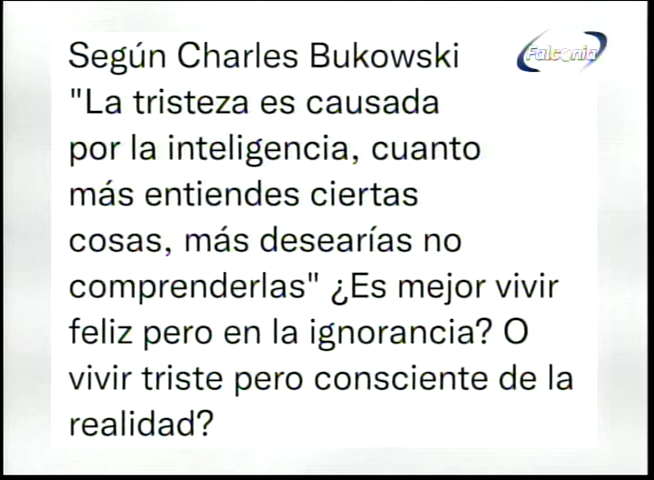 Según Charles Bukowski
Falconia
"La tristeza es causada
por la inteligencia, cuanto
más entiendes ciertas
cosas, más desearías no
comprenderlas" ¿Es mejor vivir
feliz pero en la ignorancia? O
vivir triste pero consciente de la
realidad?